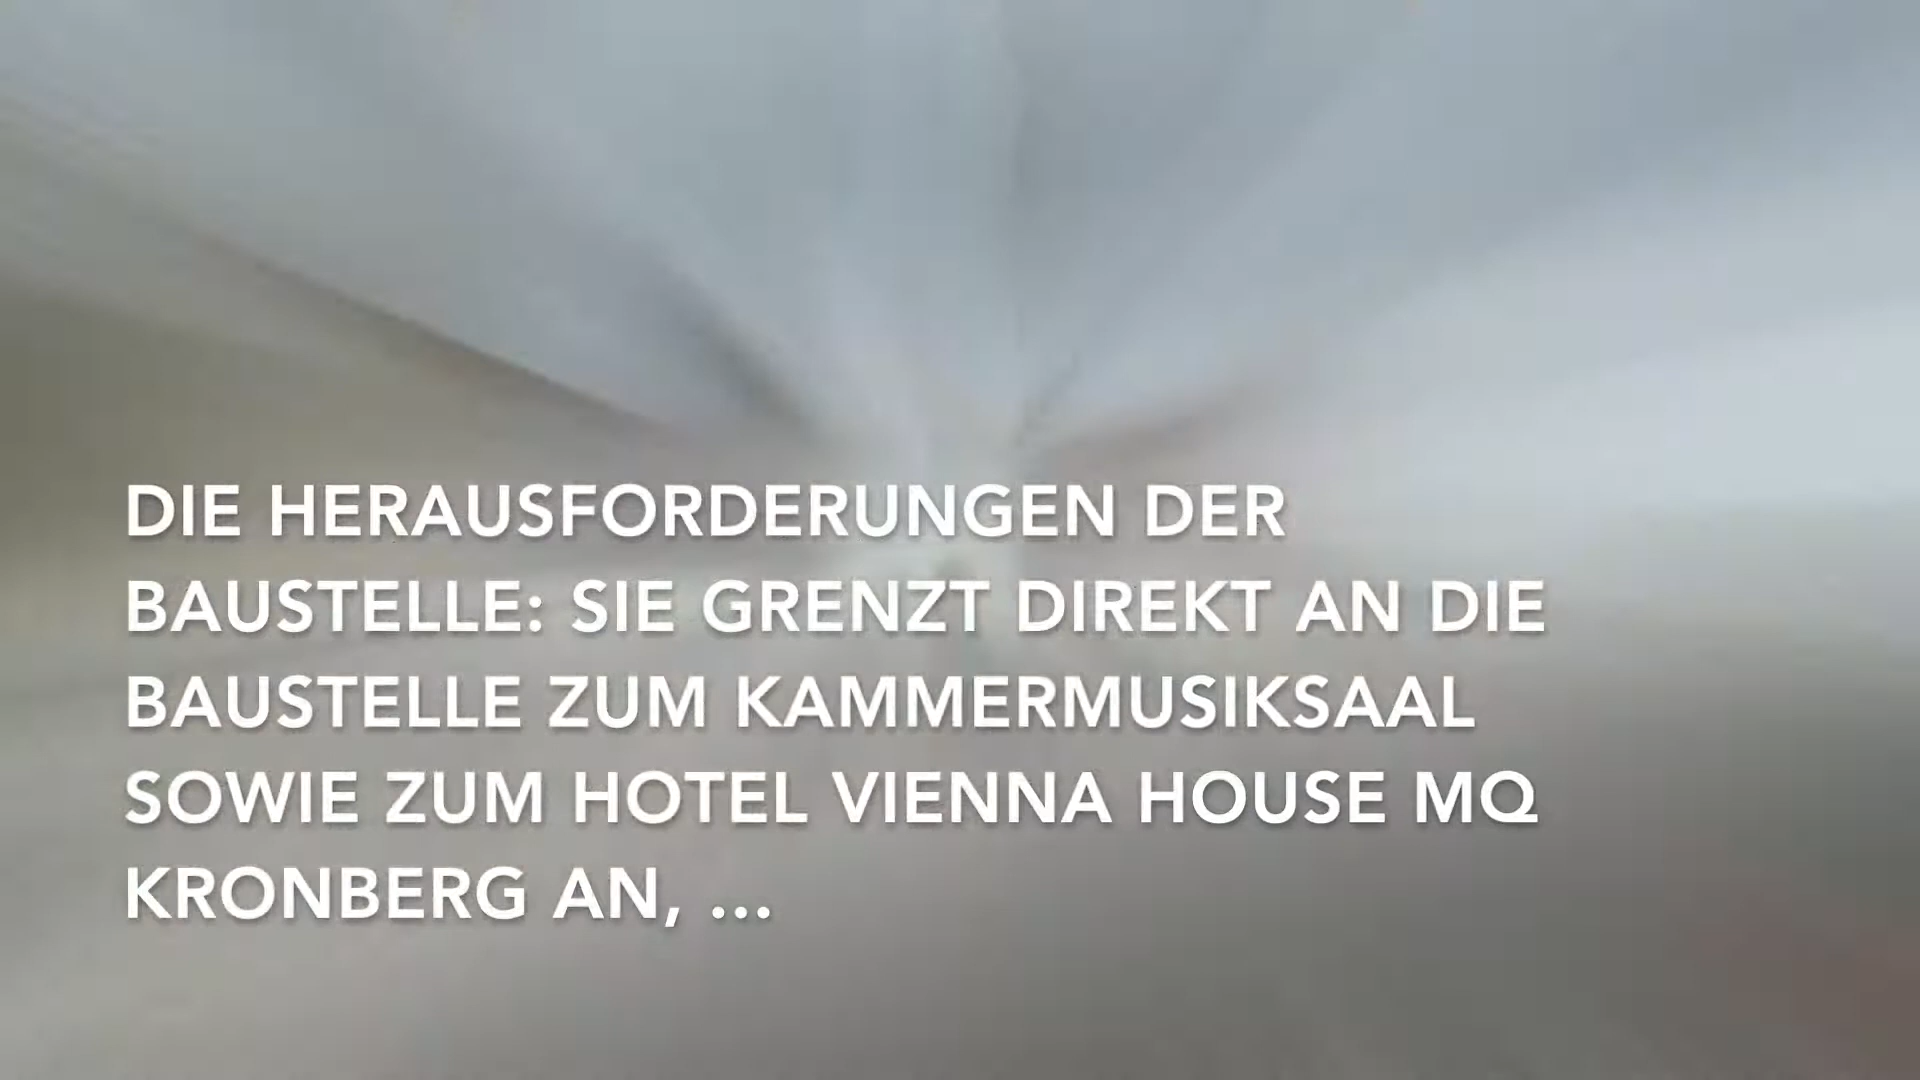 DIE HERAUSFORDERUNGEN DER
BAUSTELLE: SIE GRENZT DIREKT AN DIE
BAUSTELLE ZUM KAMMERMUSIKSAAL
SOWIE ZUM HOTEL VIENNA HOUSE MQ
KRONBERG AN, ...